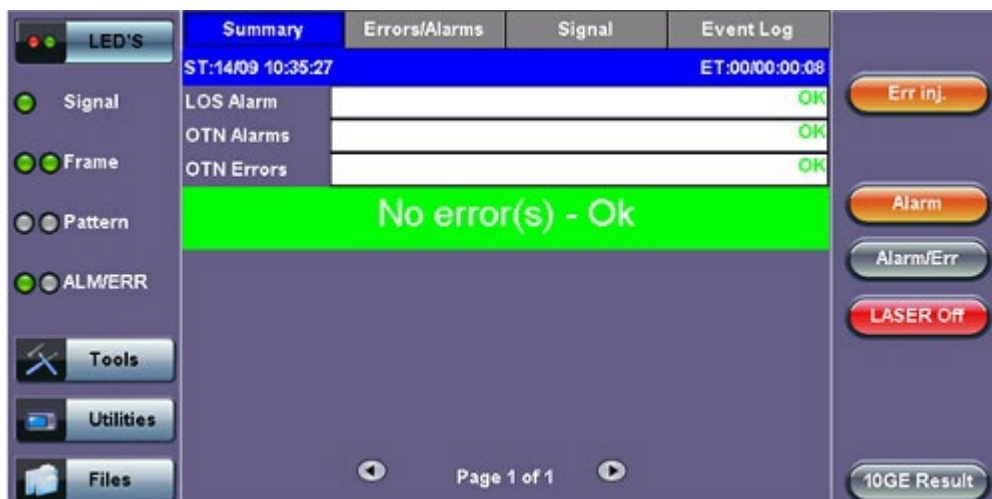 LED'S
Signal
Frame
Pattern
ALM/ERR
Tools
Utilities
Files
Summary Errors/Alarms Signal Event Log
ST:14/09 10:35:27 ET:00/00:00:08
LOS Alarm OK
OTN Alarms OK
OTN Errors OK
No error(s) - Ok
Page 1 of 1
Err inj.
Alarm
Alarm/Err
LASER Off
10GE Result